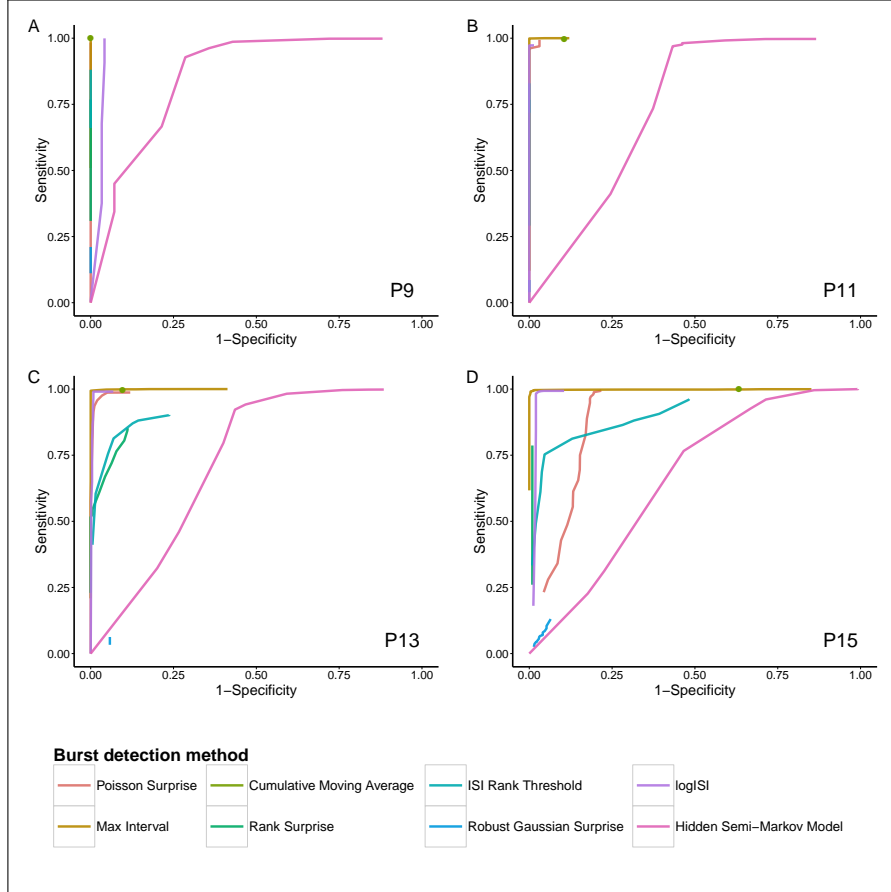 A
1.00
0.75
0.50
0.25
0.00
Sensitivity
P9
0.00 0.25 0.50 0.75 1.00
1−Specificity
B
1.00
0.75
0.50
0.25
0.00
Sensitivity
P11
0.00 0.25 0.50 0.75 1.00
1−Specificity
C
1.00
0.75
0.50
0.25
0.00
Sensitivity
P13
0.00 0.25 0.50 0.75 1.00
1−Specificity
D
1.00
0.75
0.50
0.25
0.00
Sensitivity
P15
0.00 0.25 0.50 0.75 1.00
1−Specificity
Burst detection method
Poisson Surprise Cumulative Moving Average ISI Rank Threshold logISI
Max Interval Rank Surprise Robust Gaussian Surprise Hidden Semi−Markov Model